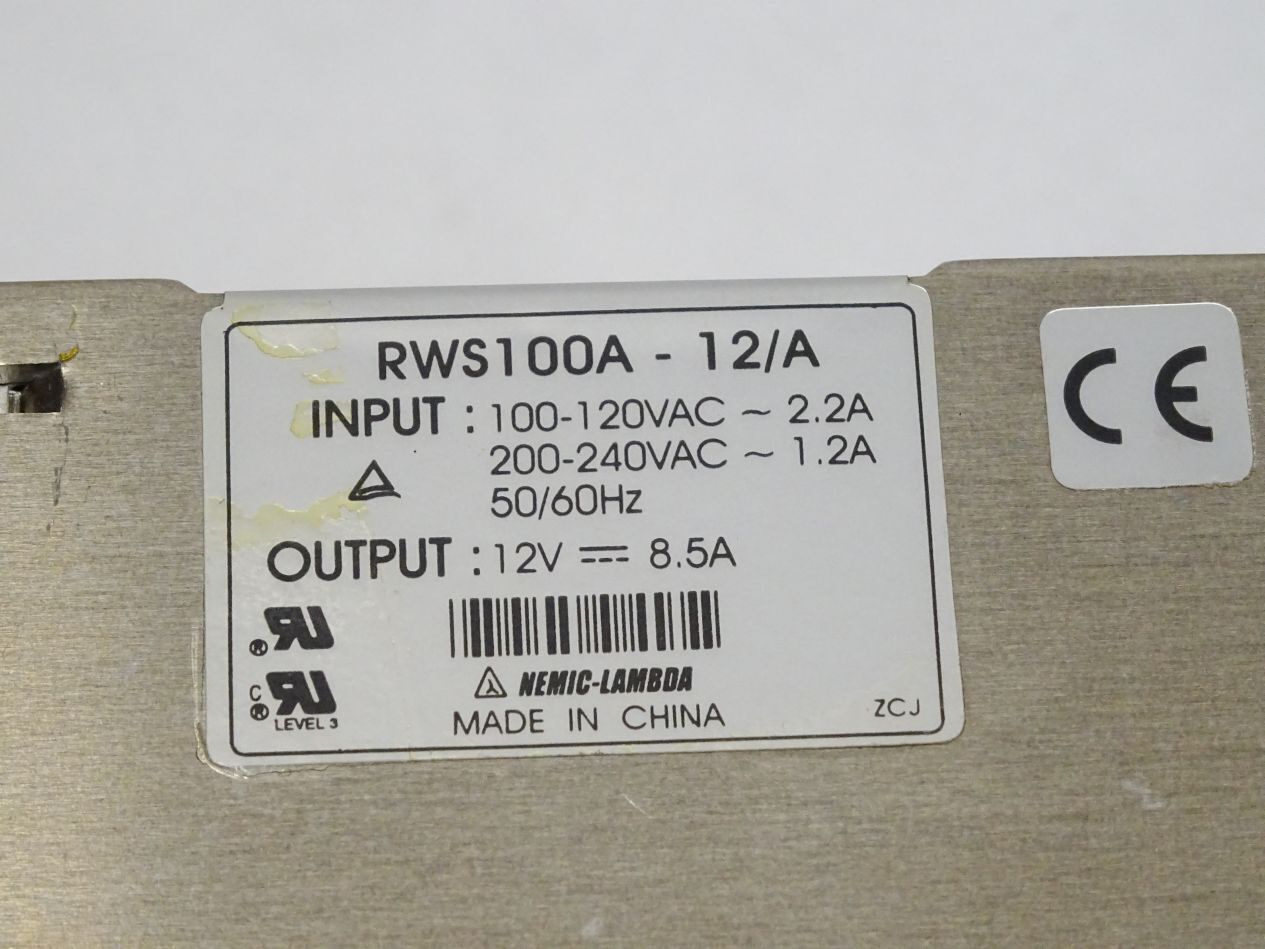 RWS100A - 12/A
INPUT : 100-120VAC ~ 2.2A
200-240VAC ~ 1.2A
50/60Hz
OUTPUT : 12V ⎓ 8.5A
®
C ®
LEVEL 3
NEMIC-LAMBDA
MADE IN CHINA
ZCJ
CE